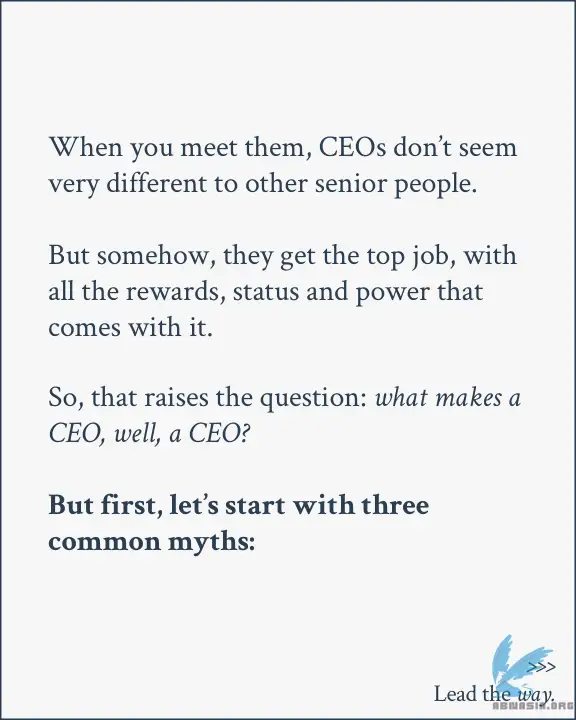 When you meet them, CEOs don’t seem
very different to other senior people.
But somehow, they get the top job, with
all the rewards, status and power that
comes with it.
So, that raises the question: what makes a
CEO, well, a CEO?
But first, let’s start with three
common myths:
>>>
Lead the way.
ABWASIM.ORG